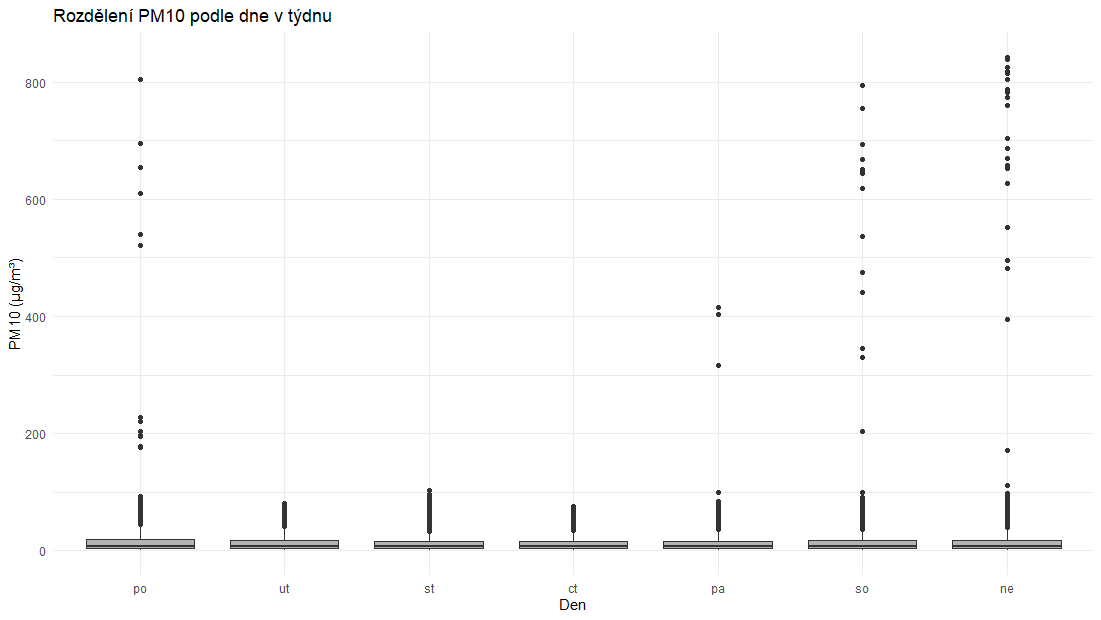 Rozdělení PM10 podle dne v týdnu
PM10 (µg/m³)
800
600
400
200
0
po ut st ct pa so ne
Den